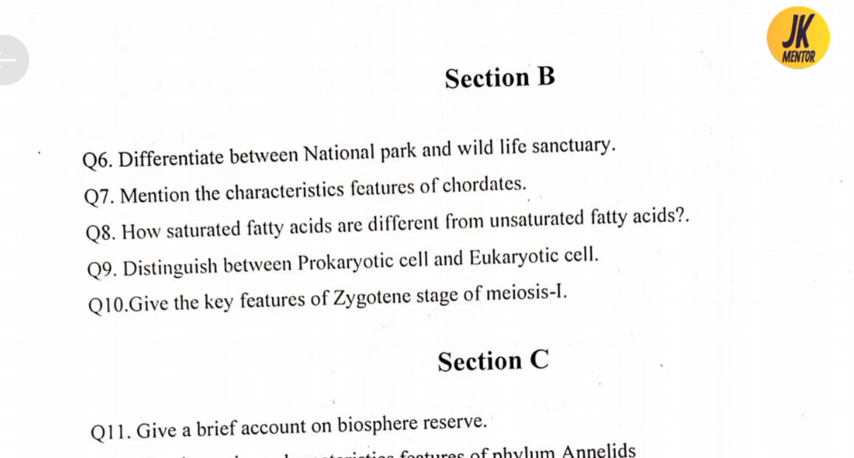 JK
MENTOR
Section B
Q6. Differentiate between National park and wild life sanctuary.
Q7. Mention the characteristics features of chordates.
Q8. How saturated fatty acids are different from unsaturated fatty acids?.
Q9. Distinguish between Prokaryotic cell and Eukaryotic cell.
Q10.Give the key features of Zygotene stage of meiosis-I.
Section C
Q11. Give a brief account on biosphere reserve.
features of phylum Annelids